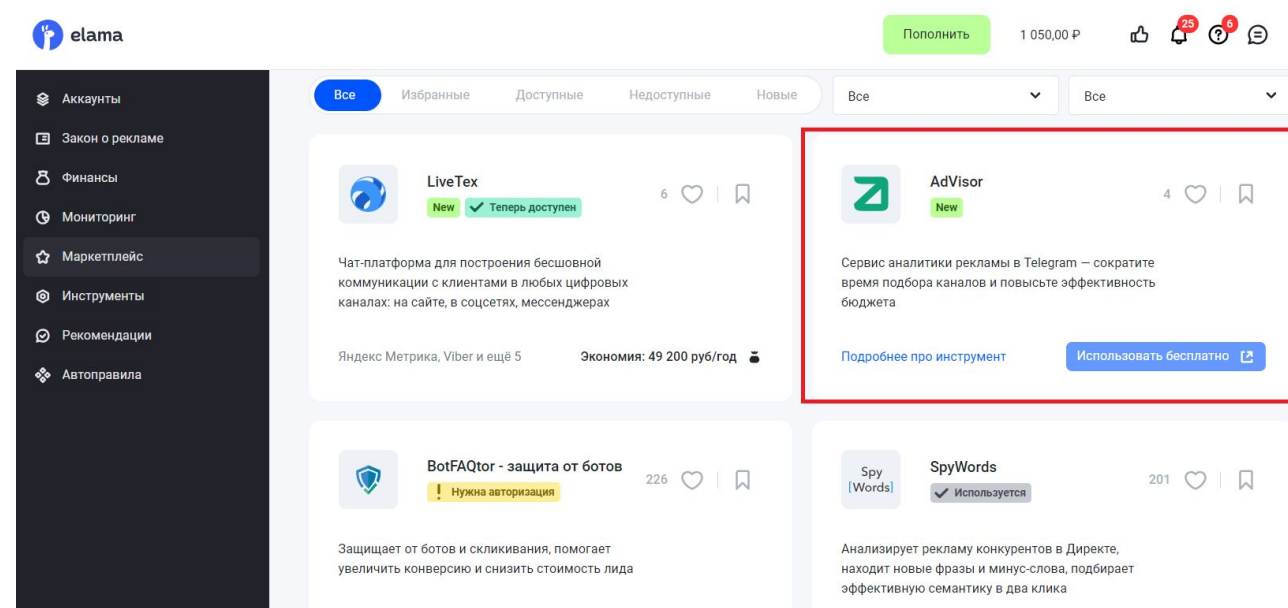 elama
Пополнить
1 050,00 ₽
25
6
Аккаунты
Закон о рекламе
Финансы
Мониторинг
Маркетплейс
Инструменты
Рекомендации
Автоправила
Все
Избранные
Доступные
Недоступные
Новые
Все
Все
LiveTex
New
Теперь доступен
6
Чат-платформа для построения бесшовной
коммуникации с клиентами в любых цифровых
каналах: на сайте, в соцсетях, мессенджерах
Яндекс Метрика, Viber и ещё 5
Экономия: 49 200 руб/год
AdVisor
New
4
Сервис аналитики рекламы в Telegram — сократите
время подбора каналов и повысьте эффективность
бюджета
Подробнее про инструмент
Использовать бесплатно
BotFAQtor - защита от ботов
Нужна авторизация
226
Защищает от ботов и скликивания, помогает
увеличить конверсию и снизить стоимость лида
Spy
[Words]
SpyWords
Используется
201
Анализирует рекламу конкурентов в Директе,
находит новые фразы и минус-слова, подбирает
эффективную семантику в два клика